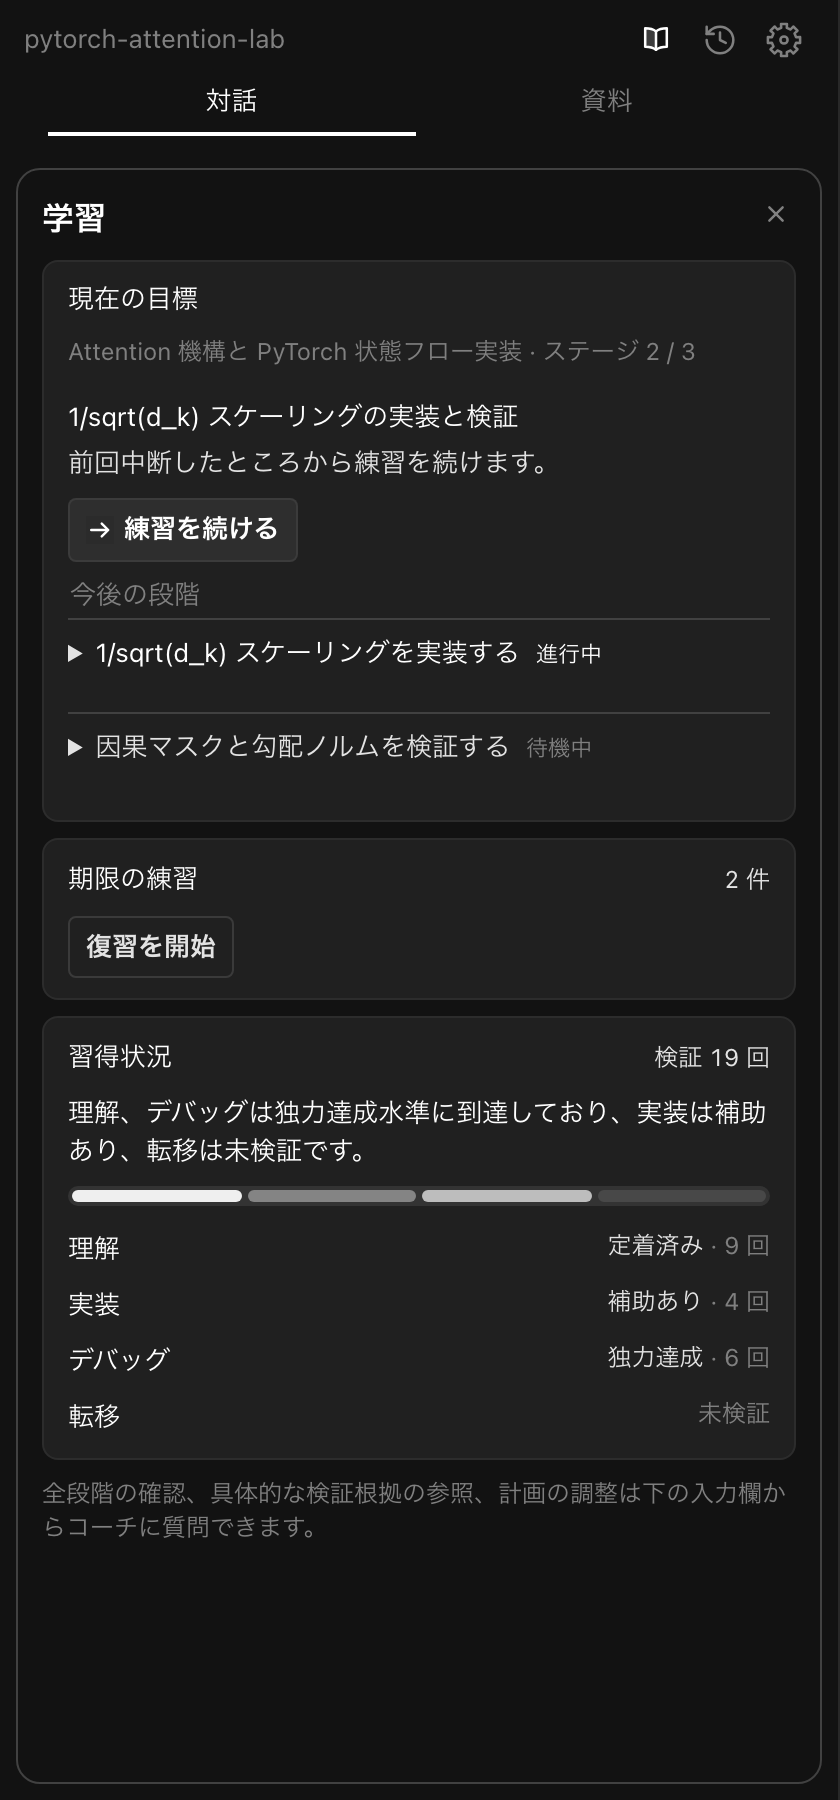 pytorch-attention-lab
対話
資料
学習
現在の目標
Attention 機構と PyTorch 状態フロー実装 · ステージ 2 / 3
1/sqrt(d_k) スケーリングの実装と検証
前回中断したところから練習を続けます。
→ 練習を続ける
今後の段階
▶ 1/sqrt(d_k) スケーリングを実装する 進行中
▶ 因果マスクと勾配ノルムを検証する 待機中
期限の練習 2 件
復習を開始
習得状況 検証 19 回
理解、デバッグは独力達成水準に到達しており、実装は補助
あり、転移は未検証です。
理解 定着済み · 9 回
実装 補助あり · 4 回
デバッグ 独力達成 · 6 回
転移 未検証
全段階の確認、具体的な検証根拠の参照、計画の調整は下の入力欄か
らコーチに質問できます。